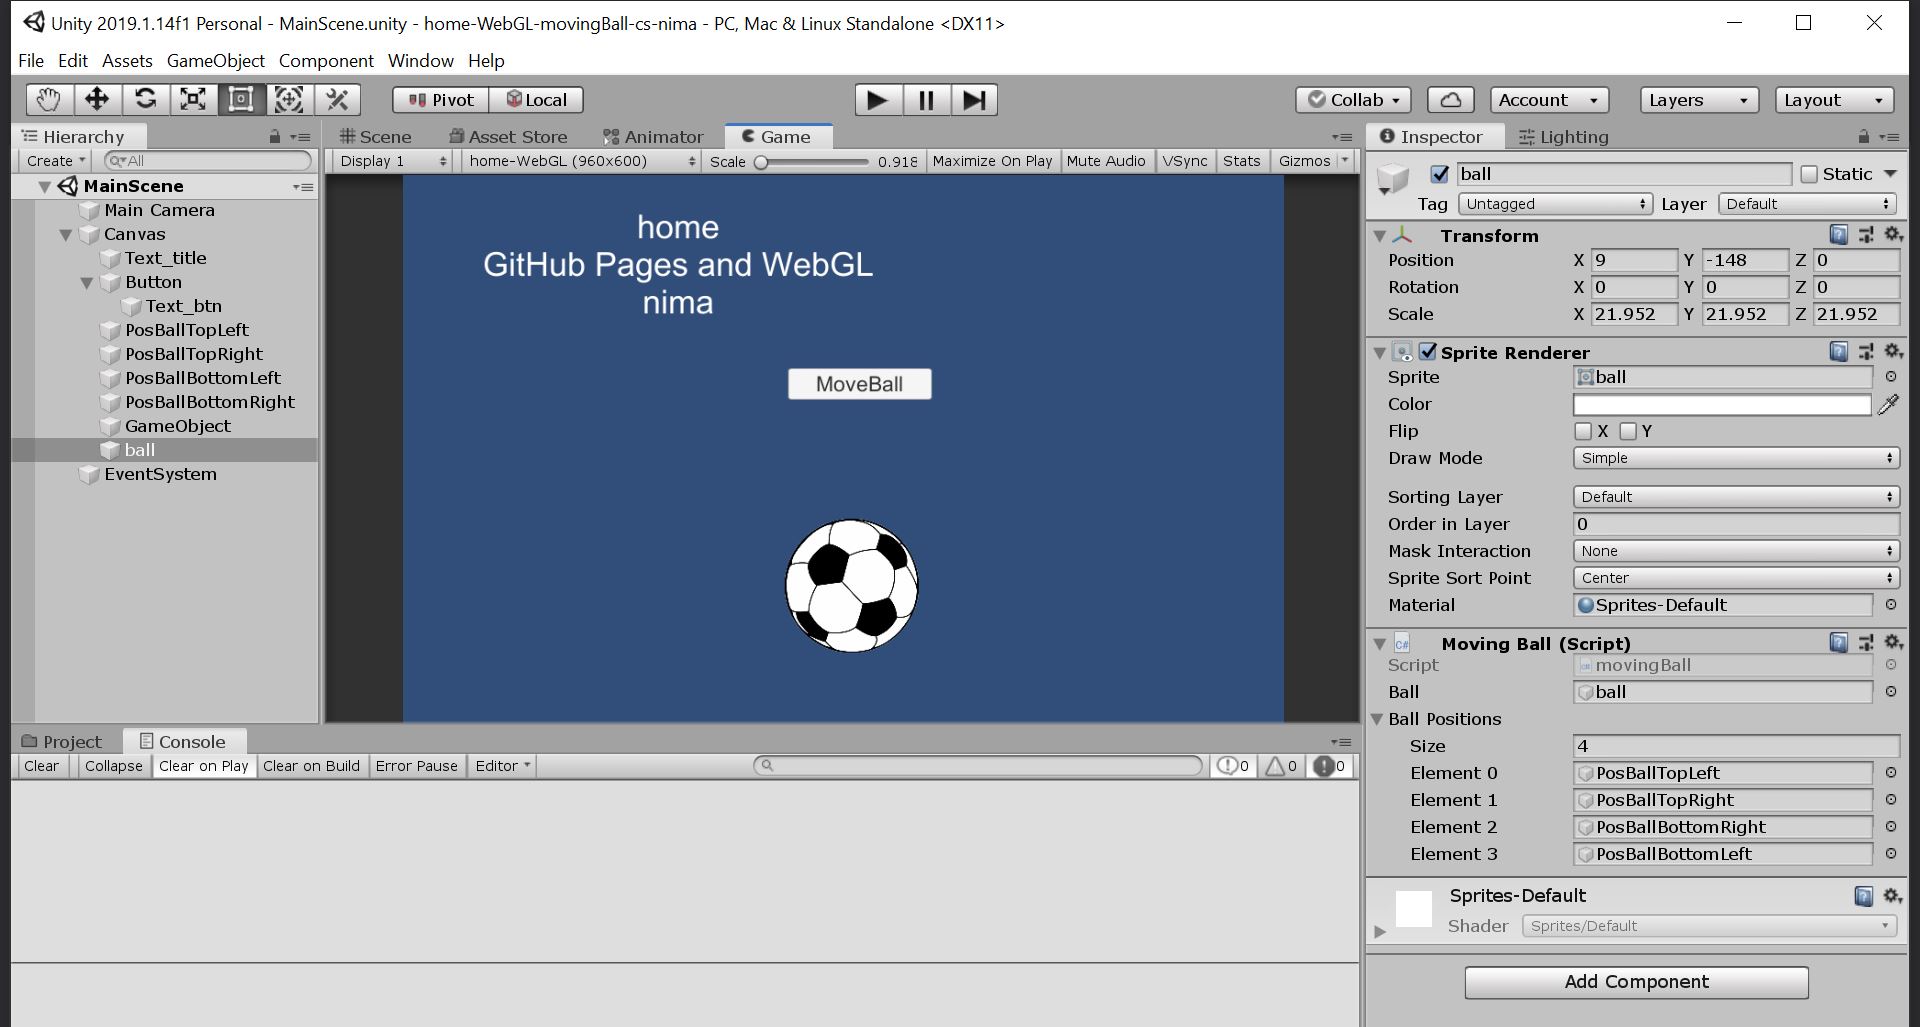 Unity 2019.1.14f1 Personal - MainScene.unity - home-WebGL-movingBall-cs-nima - PC, Mac & Linux Standalone <DX11>
File Edit Assets GameObject Component Window Help
Pivot Local Collab Account Layers Layout
Hierarchy
Create All
MainScene
Main Camera
Canvas
Text_title
Button
Text_btn
PosBallTopLeft
PosBallTopRight
PosBallBottomLeft
PosBallBottomRight
GameObject
ball
EventSystem
Scene Asset Store Animator Game
Display 1 home-WebGL (960x600) Scale 0.918 Maximize On Play Mute Audio VSync Stats Gizmos
home
GitHub Pages and WebGL
nima
MoveBall
Project Console
Clear Collapse Clear on Play Clear on Build Error Pause Editor 0 0 0
Inspector Lighting
ball Static
Tag Untagged Layer Default
Transform
Position X 9 Y -148 Z 0
Rotation X 0 Y 0 Z 0
Scale X 21.952 Y 21.952 Z 21.952
Sprite Renderer
Sprite ball
Color
Flip X Y
Draw Mode Simple
Sorting Layer Default
Order in Layer 0
Mask Interaction None
Sprite Sort Point Center
Material Sprites-Default
C# Moving Ball (Script)
Script movingBall
Ball ball
Ball Positions
Size 4
Element 0 PosBallTopLeft
Element 1 PosBallTopRight
Element 2 PosBallBottomRight
Element 3 PosBallBottomLeft
Sprites-Default
Shader Sprites/Default
Add Component